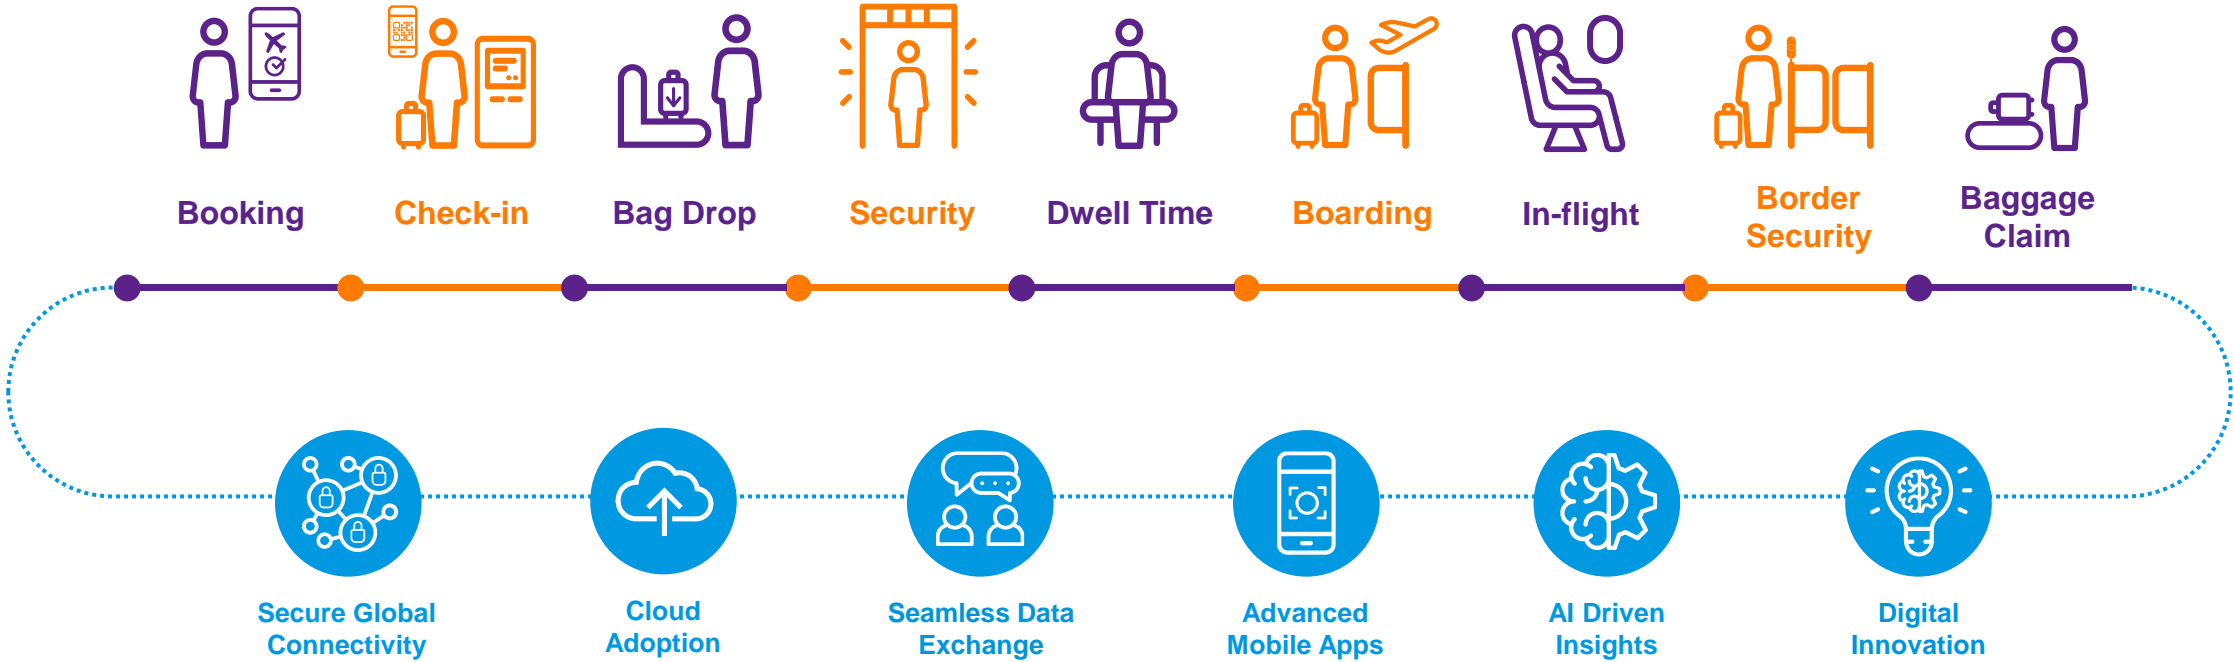 Booking
Check-in
Bag Drop
Security
Dwell Time
Boarding
In-flight
Border
Security
Baggage
Claim
Secure Global
Connectivity
Cloud
Adoption
Seamless Data
Exchange
Advanced
Mobile Apps
AI Driven
Insights
Digital
Innovation